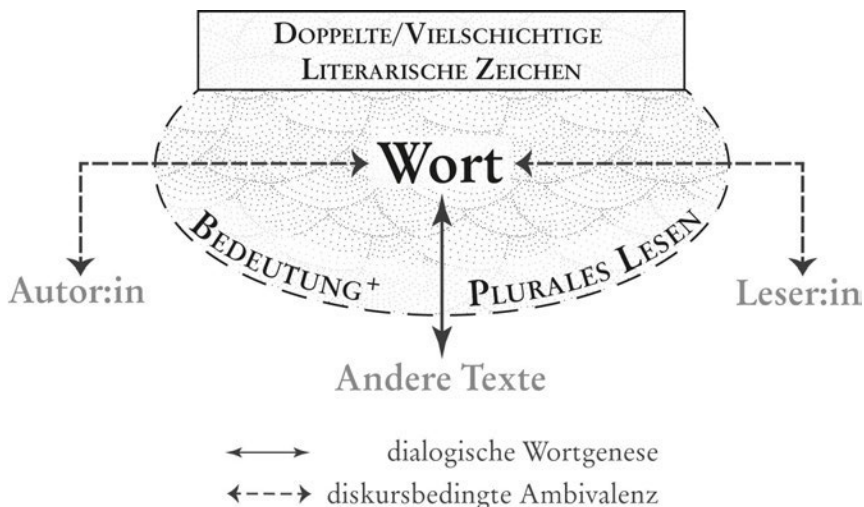 DOPPELTE/VIELSCHICHTIGE
LITERARISCHE ZEICHEN
Wort
BEDEUTUNG+
PLURALES LESEN
Autor:in
Leser:in
Andere Texte
dialogische Wortgenese
diskursbedingte Ambivalenz